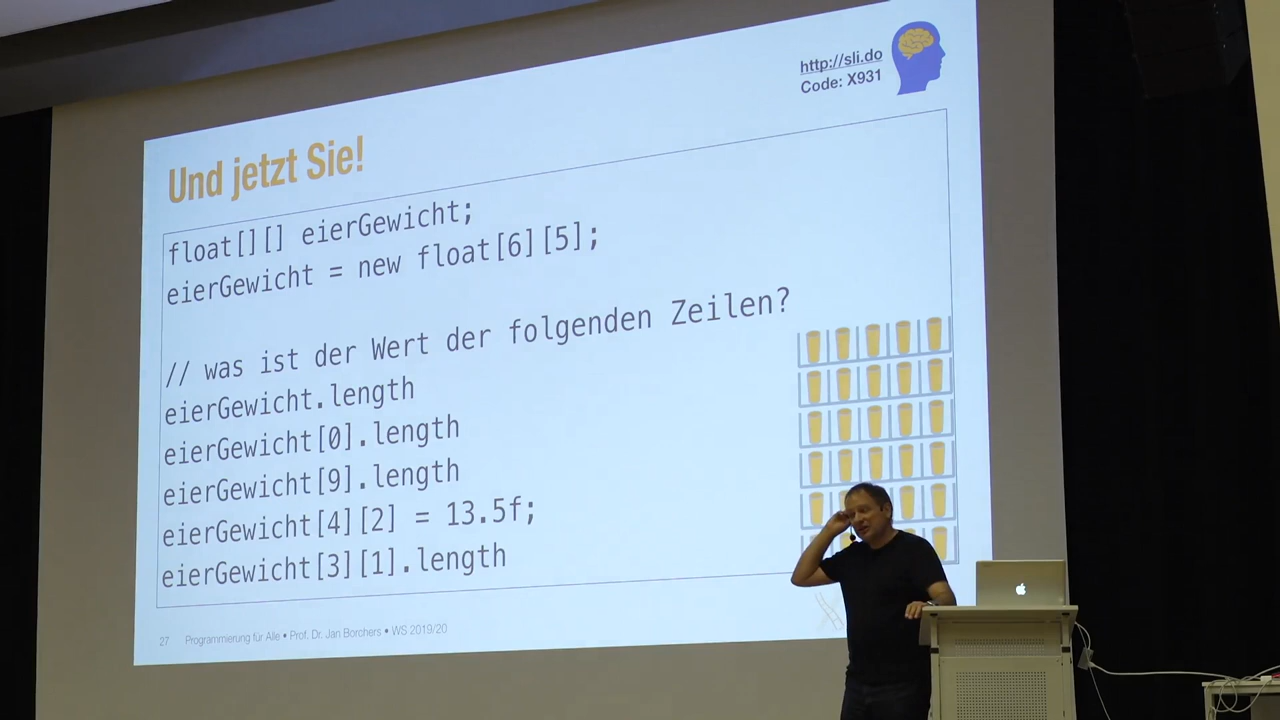 http://sli.do
Code: X931
Und jetzt Sie!
float[][] eierGewicht;
eierGewicht = new float[6][5];
// was ist der Wert der folgenden Zeilen?
eierGewicht.length
eierGewicht[0].length
eierGewicht[9].length
eierGewicht[4][2] = 13.5f;
eierGewicht[3][1].length
27 Programmierung für Alle • Prof. Dr. Jan Borchers • WS 2019/20